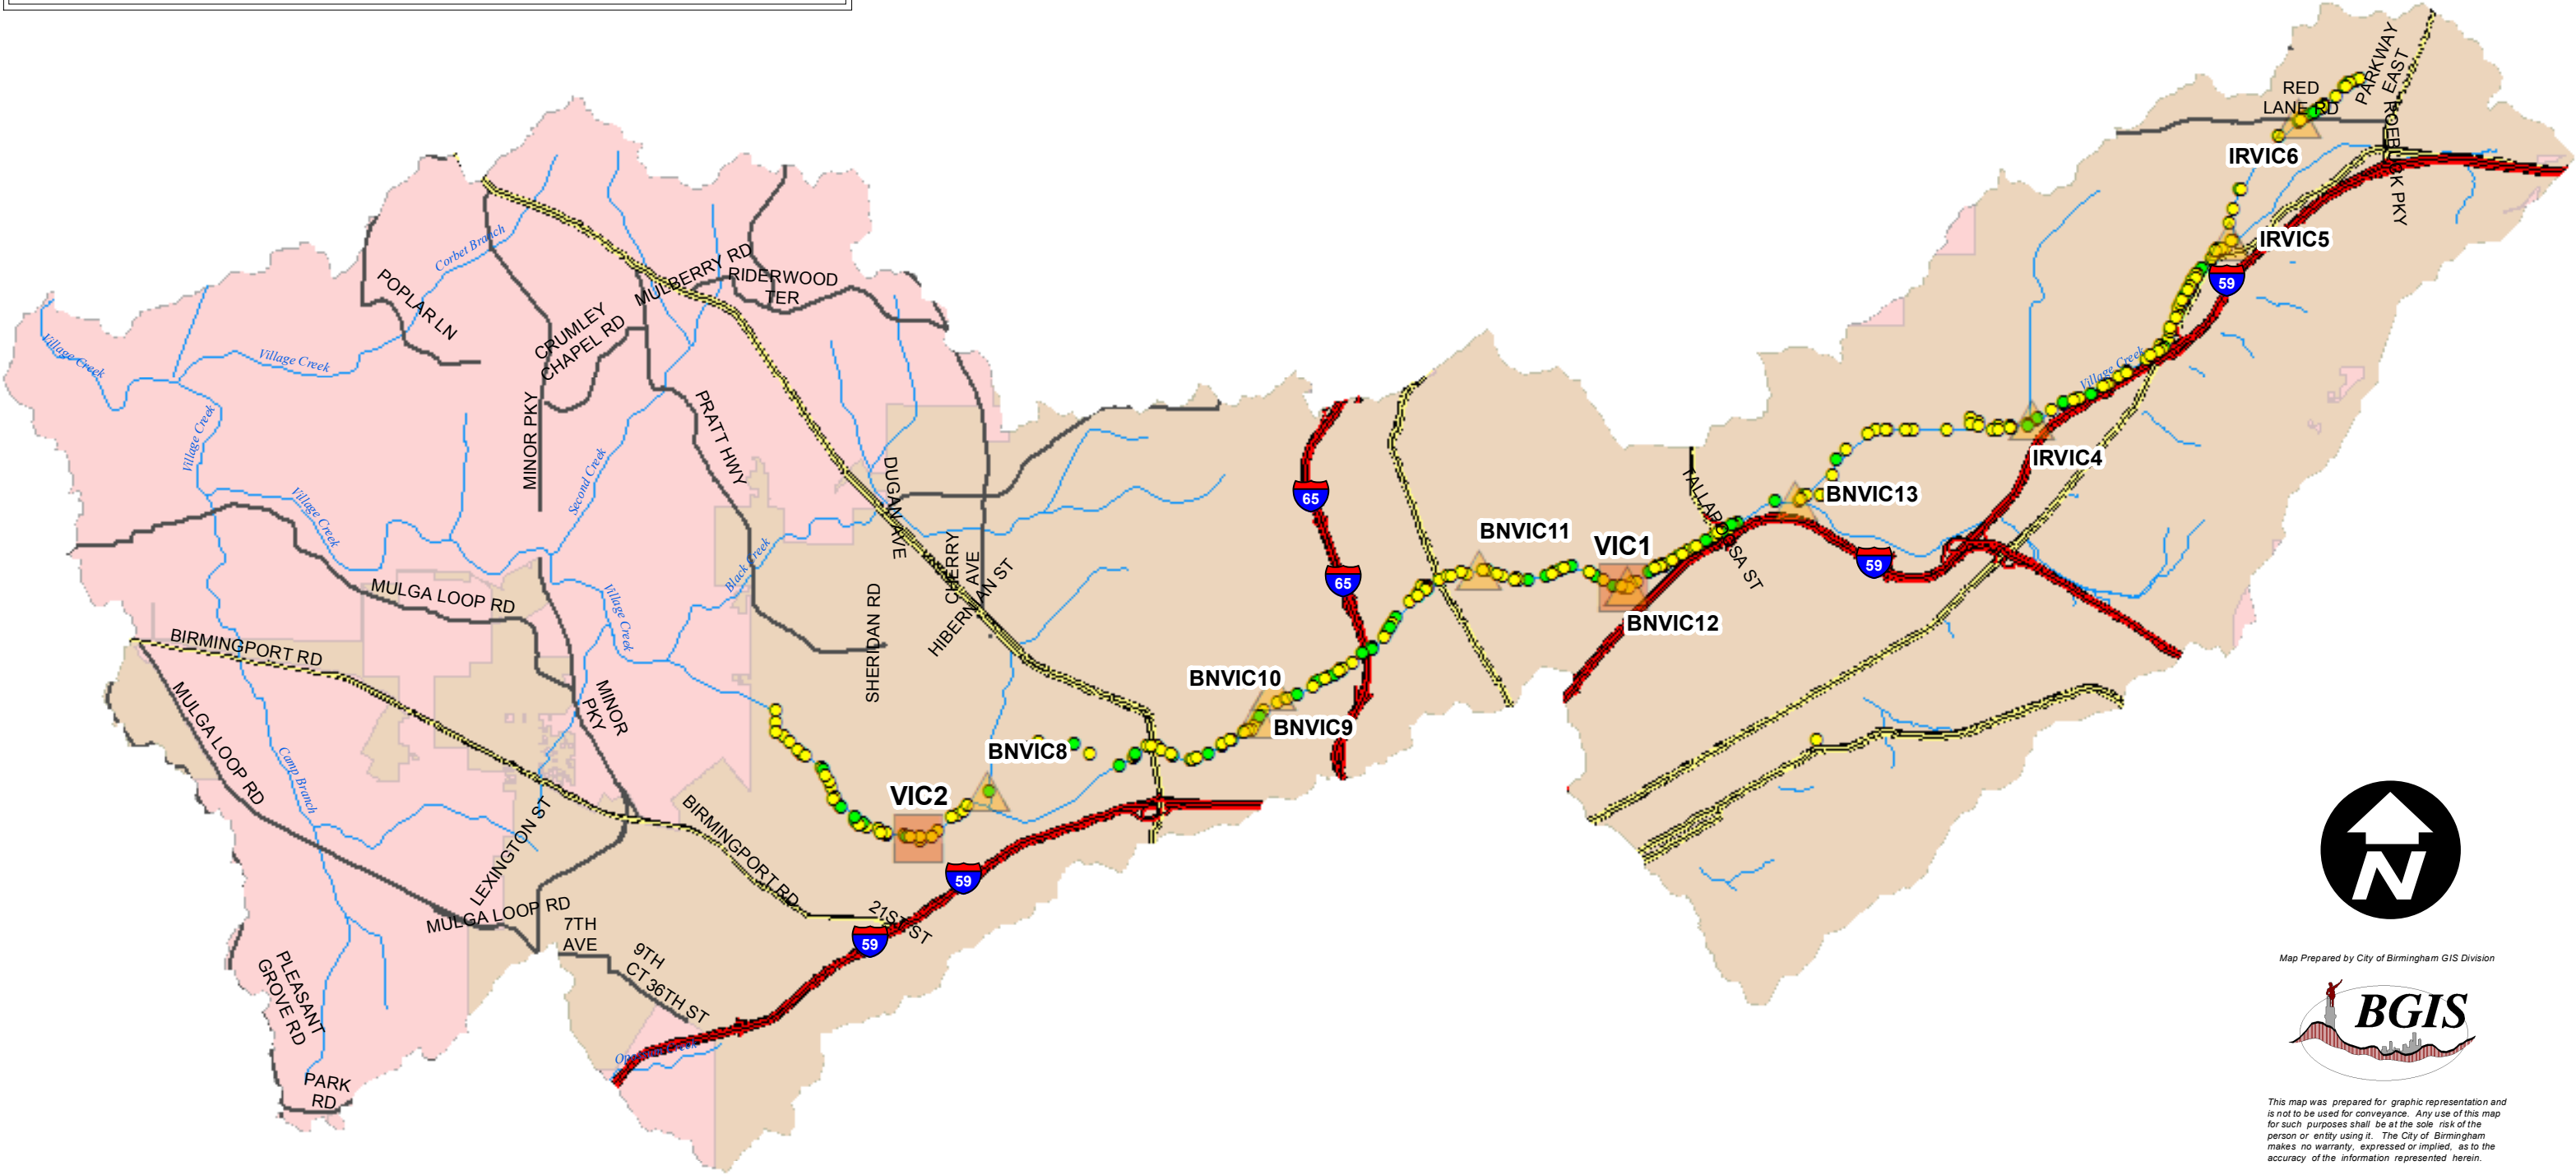 PARKWAY
EAST
RED
LANE RD
ROEBUCK PKY
IRVIC6
IRVIC5
59
Corbet Branch
MULBERRY RD
RIDERWOOD
TER
POPLAR LN
CRUMLEY
CHAPEL RD
Village Creek
Village Creek
Village Creek
Village Creek
MINOR PKY
PRATT HWY
Second Creek
Village Creek
DUGAN AVE
65
TALLAPOOSA ST
IRVIC4
BNVIC13
BNVIC11
VIC1
59
65
BNVIC12
CHERRY
AVE
HIBERNIAN ST
Black Creek
SHERIDAN RD
MULGA LOOP RD
Village Creek
BIRMINGPORT RD
MINOR
PKY
MULGA LOOP RD
BNVIC10
BNVIC9
BNVIC8
VIC2
Camp Branch
BIRMINGPORT RD
LEXINGTON ST
59
MULGA LOOP RD
21ST ST
59
7TH
AVE
9TH
CT
36TH ST
PLEASANT
GROVE RD
PARK
RD
N
Map Prepared by City of Birmingham GIS Division
BGIS
This map was prepared for graphic representation and
is not to be used for conveyance. Any use of this map
for such purposes shall be at the sole risk of the
person or entity using it. The City of Birmingham
makes no warranty, expressed or implied, as to the
accuracy of the information represented herein.